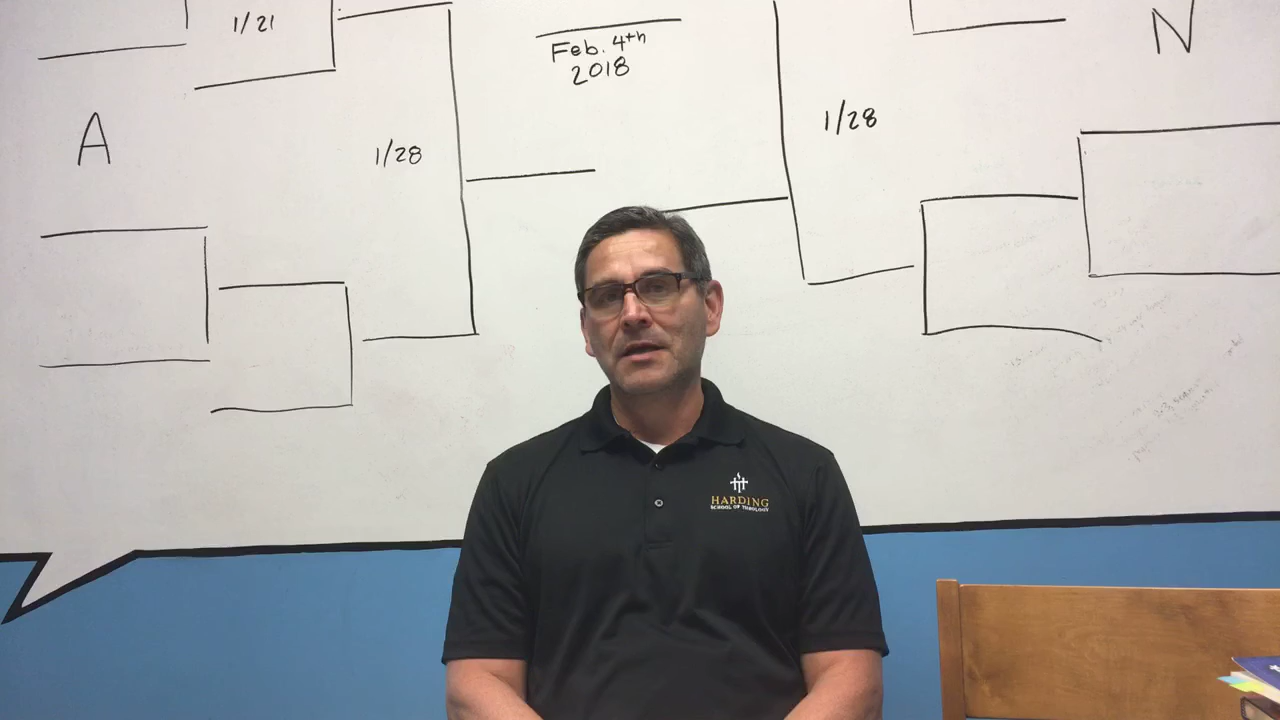 1/21
Feb. 4th
2018
N
A
1/28
1/28
HARDING
SCHOOL OF THEOLOGY